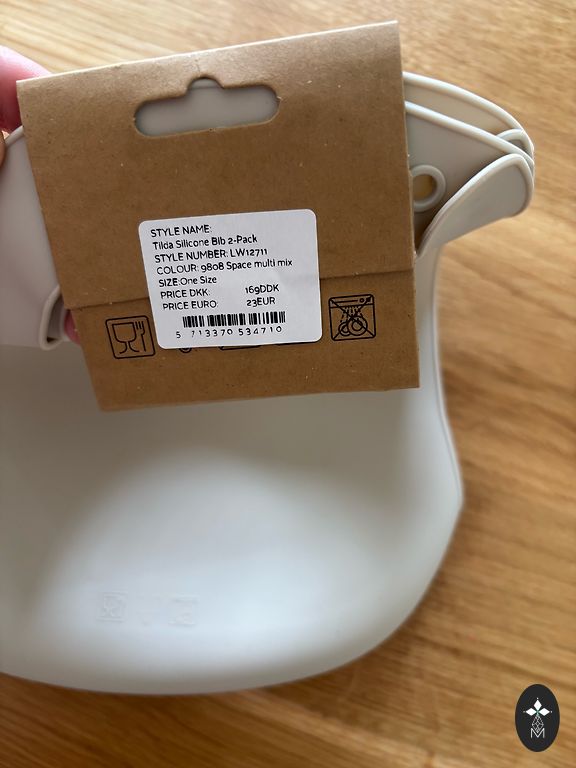 STYLE NAME:
Tilda Silicone Bib 2-Pack
STYLE NUMBER: LW12711
COLOUR: 9808 Space multi mix
SIZE:One Size
PRICE DKK: 169DDK
PRICE EURO: 23EUR
5 713370 534710
M